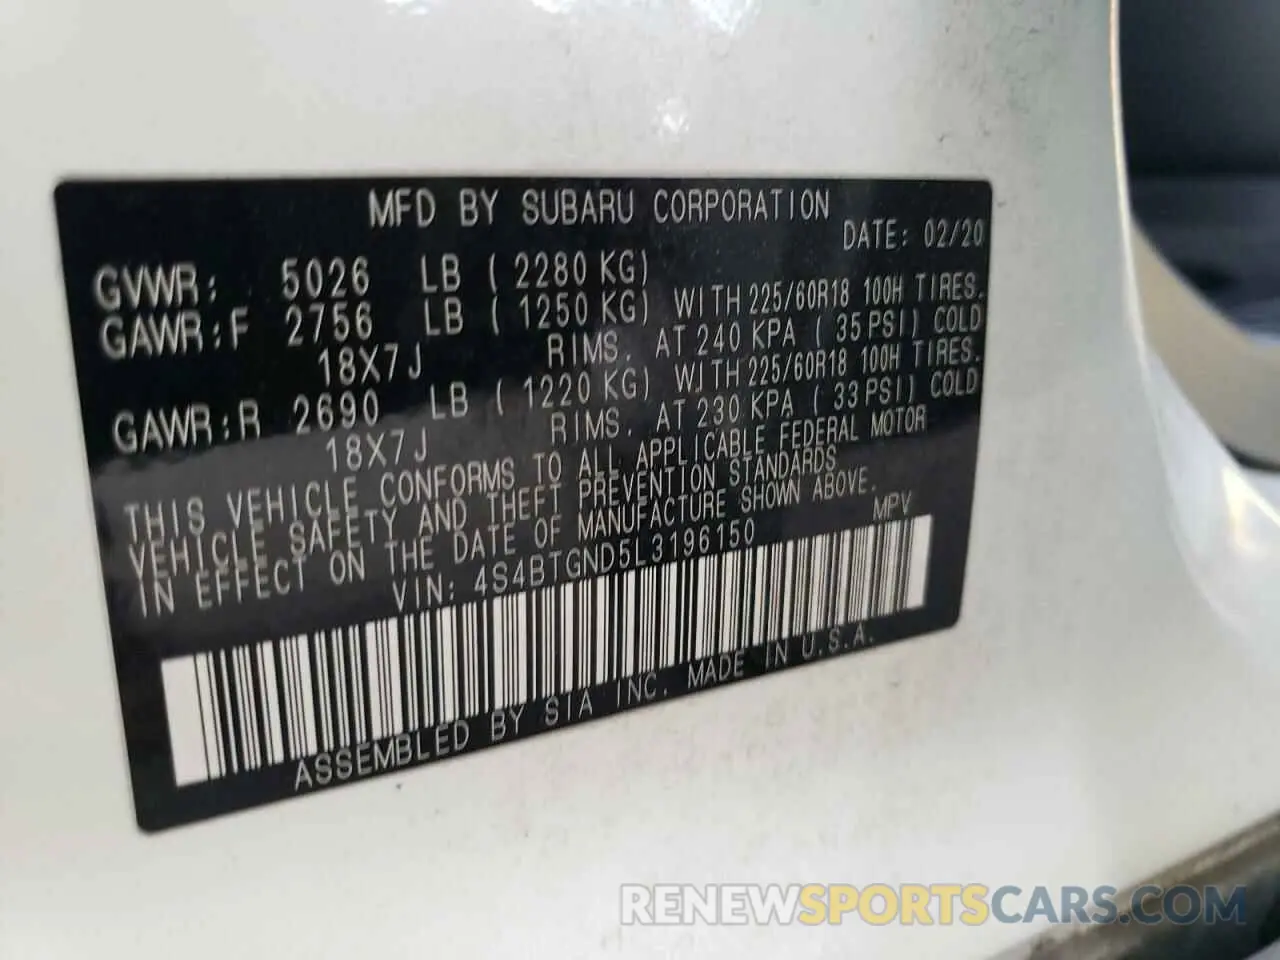 MFD BY SUBARU CORPORATION
DATE: 02/20
GVWR: 5026 LB ( 2280 KG)
GAWR:F 2756 LB ( 1250 KG) WITH 225/60R18 100H TIRES.
18X7J RIMS. AT 240 KPA ( 35 PSI) COLD
GAWR:R 2690 LB ( 1220 KG) WITH 225/60R18 100H TIRES.
18X7J RIMS. AT 230 KPA ( 33 PSI) COLD
THIS VEHICLE CONFORMS TO ALL APPLICABLE FEDERAL MOTOR
VEHICLE SAFETY AND THEFT PREVENTION STANDARDS
IN EFFECT ON THE DATE OF MANUFACTURE SHOWN ABOVE.
VIN: 4S4BTGND5L3196150 MPV
ASSEMBLED BY SIA INC. MADE IN U.S.A.
RENEWSPORTSCARS.COM